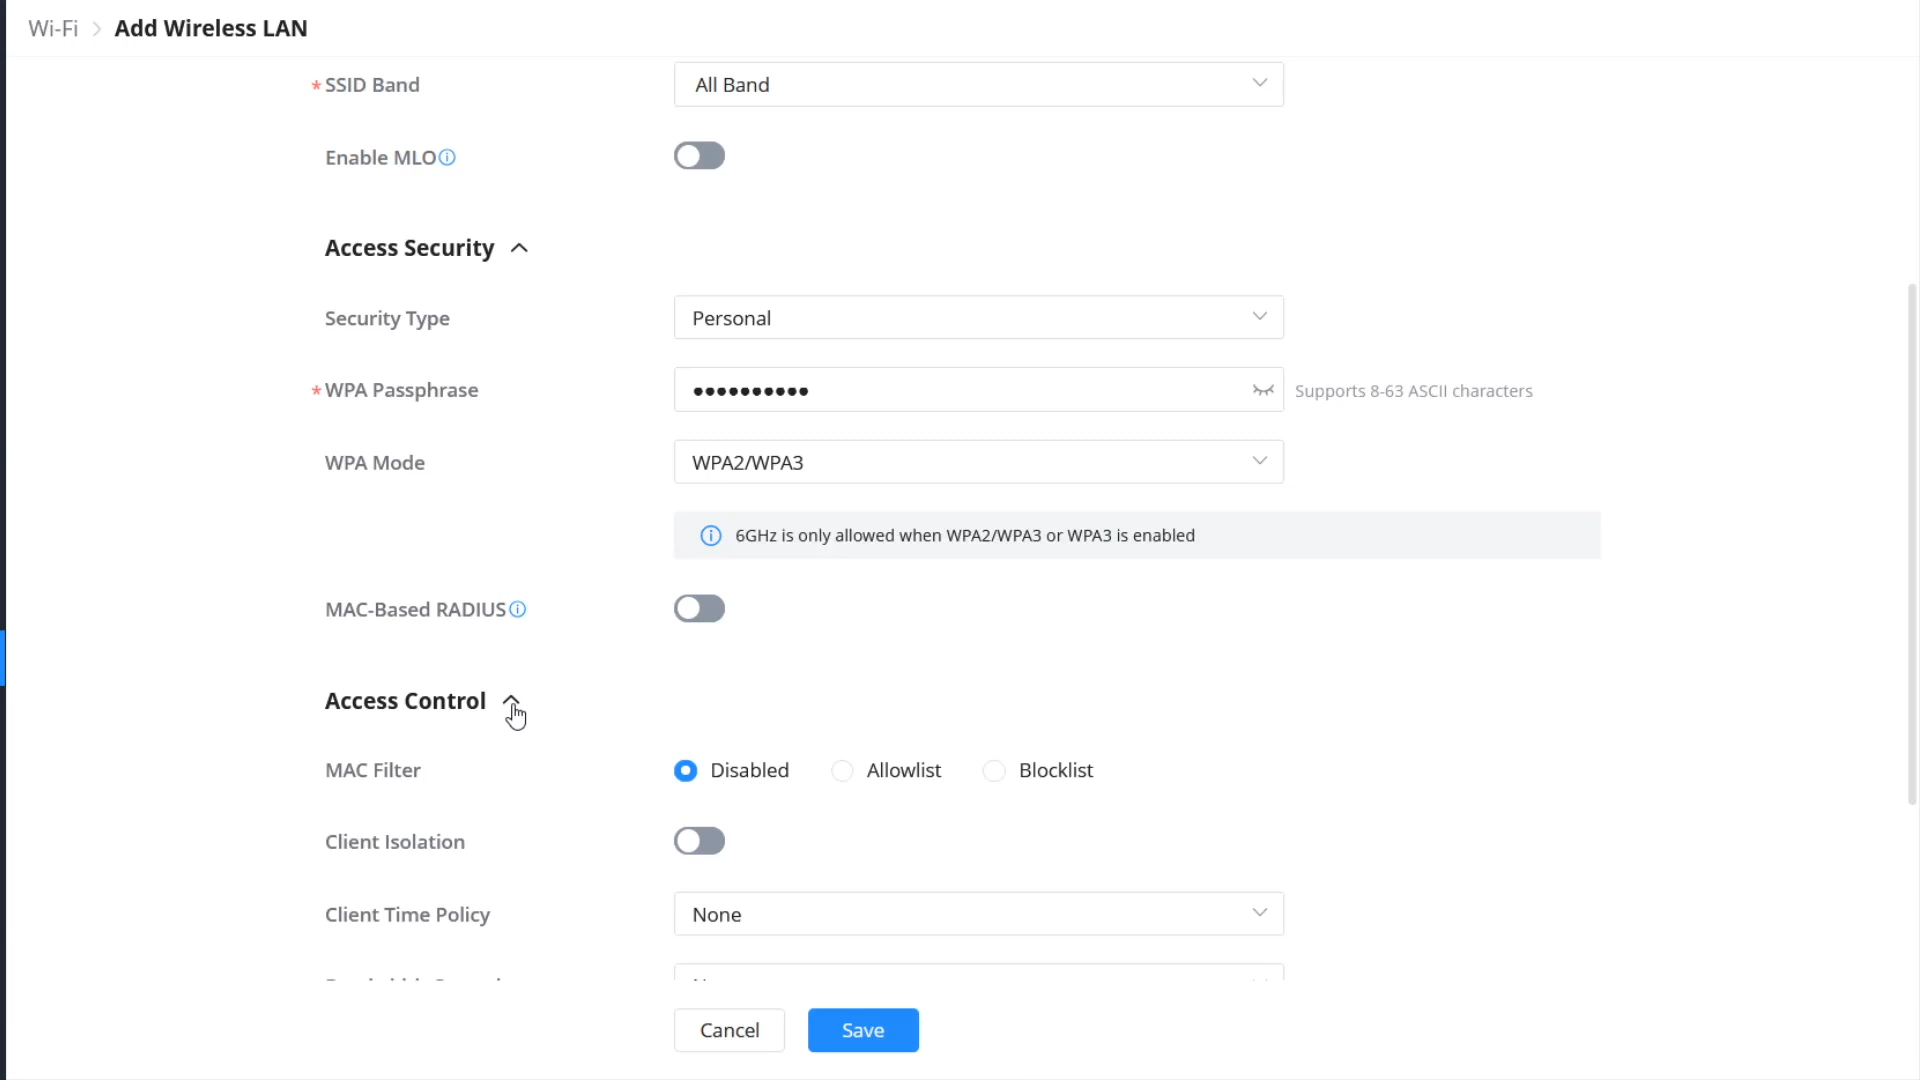 Wi-Fi > Add Wireless LAN
* SSID Band
All Band
Enable MLO
Access Security
Security Type
Personal
* WPA Passphrase
●●●●●●●●●●
Supports 8-63 ASCII characters
WPA Mode
WPA2/WPA3
6GHz is only allowed when WPA2/WPA3 or WPA3 is enabled
MAC-Based RADIUS
Access Control
MAC Filter
Disabled
Allowlist
Blocklist
Client Isolation
Client Time Policy
None
Cancel
Save